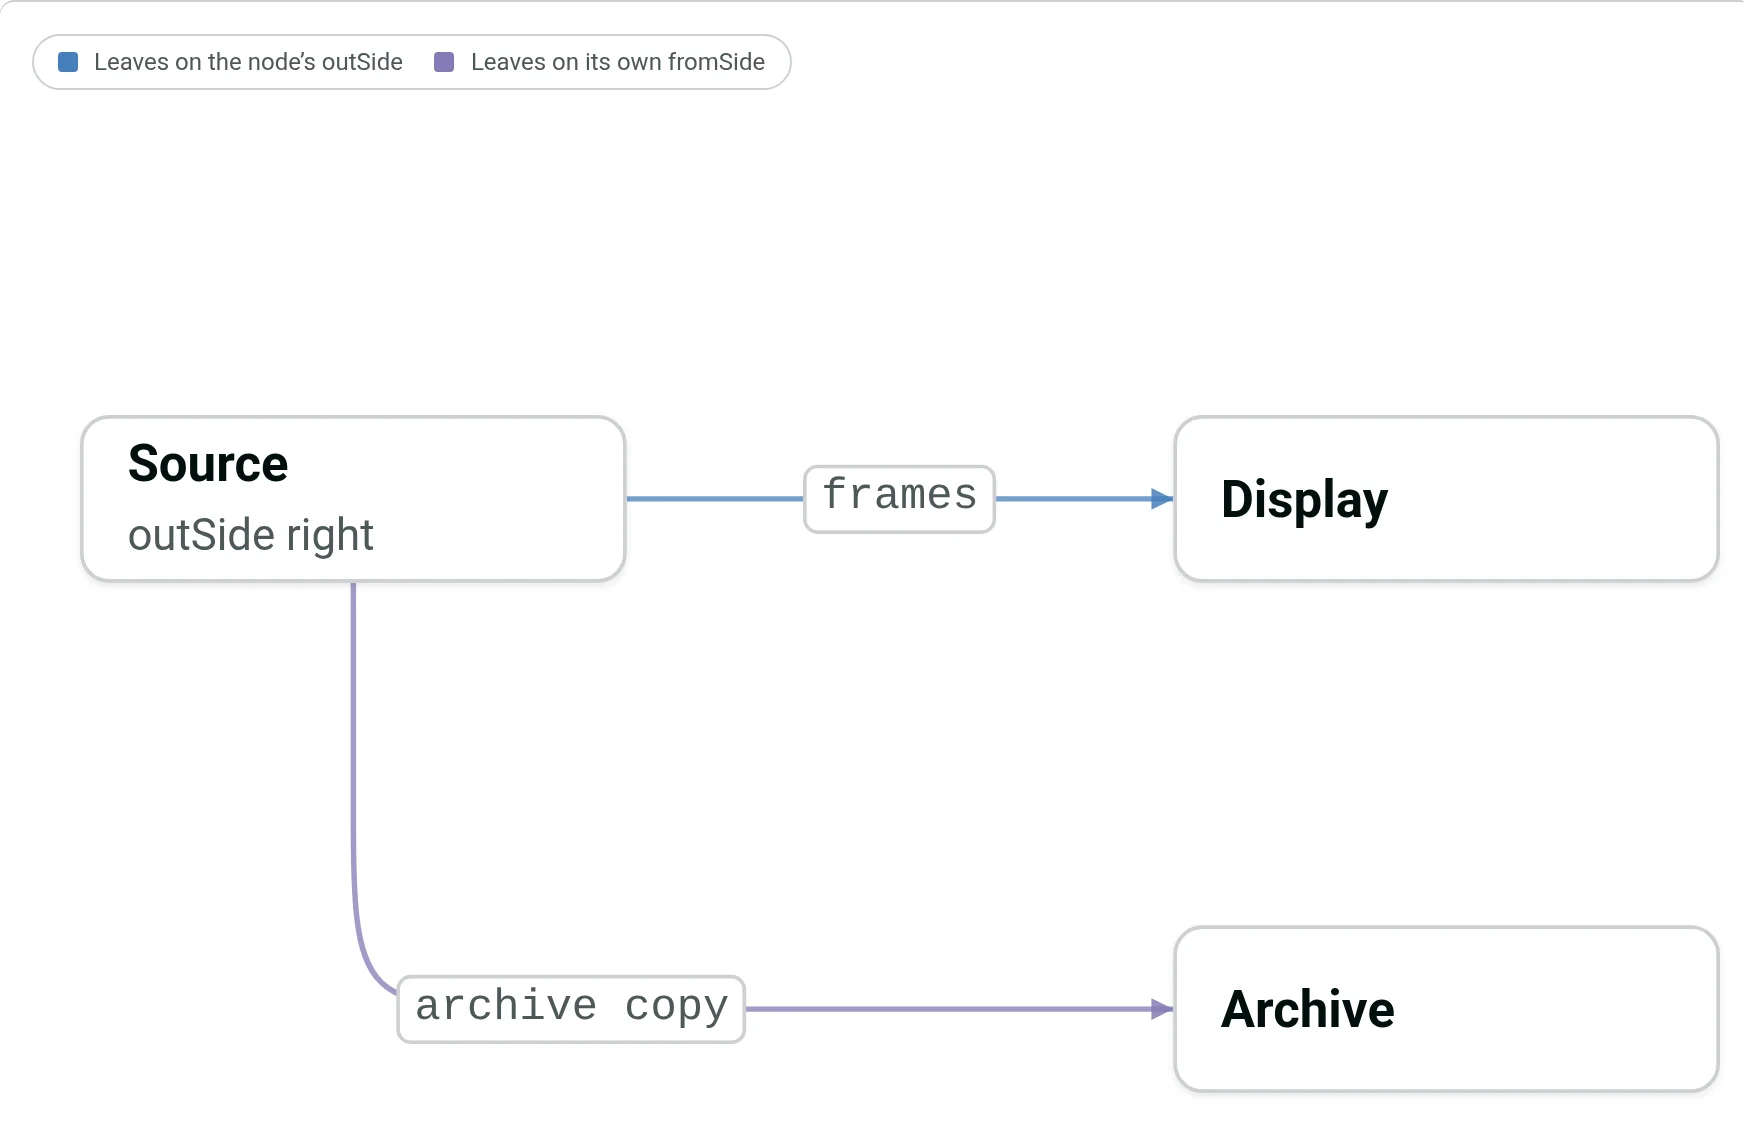 Leaves on the node’s outSide
Leaves on its own fromSide
Source
outSide right
frames
Display
archive copy
Archive